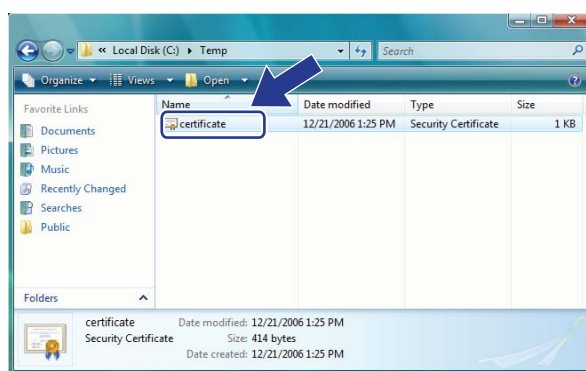 « Local Disk (C:) ▸ Temp
Search
Organize
Views
Open
Favorite Links
Documents
Pictures
Music
Recently Changed
Searches
Public
Folders
Name Date modified Type Size
certificate 12/21/2006 1:25 PM Security Certificate 1 KB
certificate Date modified: 12/21/2006 1:25 PM
Security Certificate Size: 414 bytes
Date created: 12/21/2006 1:25 PM